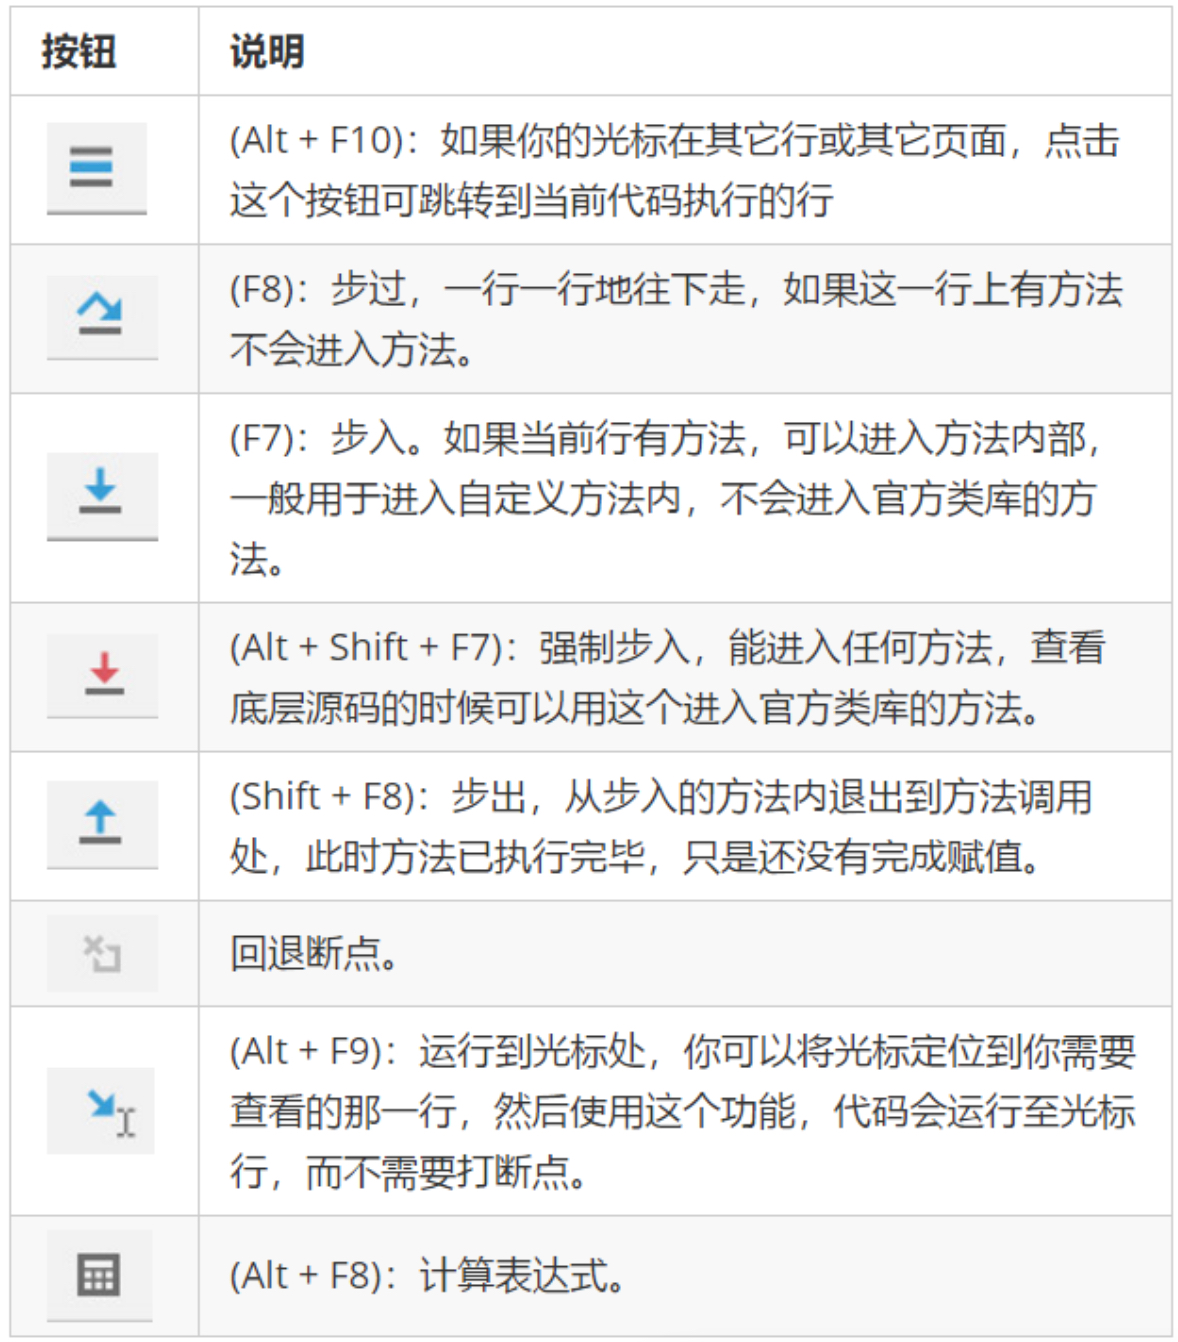 按钮 说明
(Alt + F10)：如果你的光标在其它行或其它页面，点击
这个按钮可跳转到当前代码执行的行
(F8)：步过，一行一行地往下走，如果这一行上有方法
不会进入方法。
(F7)：步入。如果当前行有方法，可以进入方法内部，
一般用于进入自定义方法内，不会进入官方类库的方
法。
(Alt + Shift + F7)：强制步入，能进入任何方法，查看
底层源码的时候可以用这个进入官方类库的方法。
(Shift + F8)：步出，从步入的方法内退出到方法调用
处，此时方法已执行完毕，只是还没有完成赋值。
回退断点。
(Alt + F9)：运行到光标处，你可以将光标定位到你需要
查看的那一行，然后使用这个功能，代码会运行至光标
行，而不需要打断点。
(Alt + F8)：计算表达式。